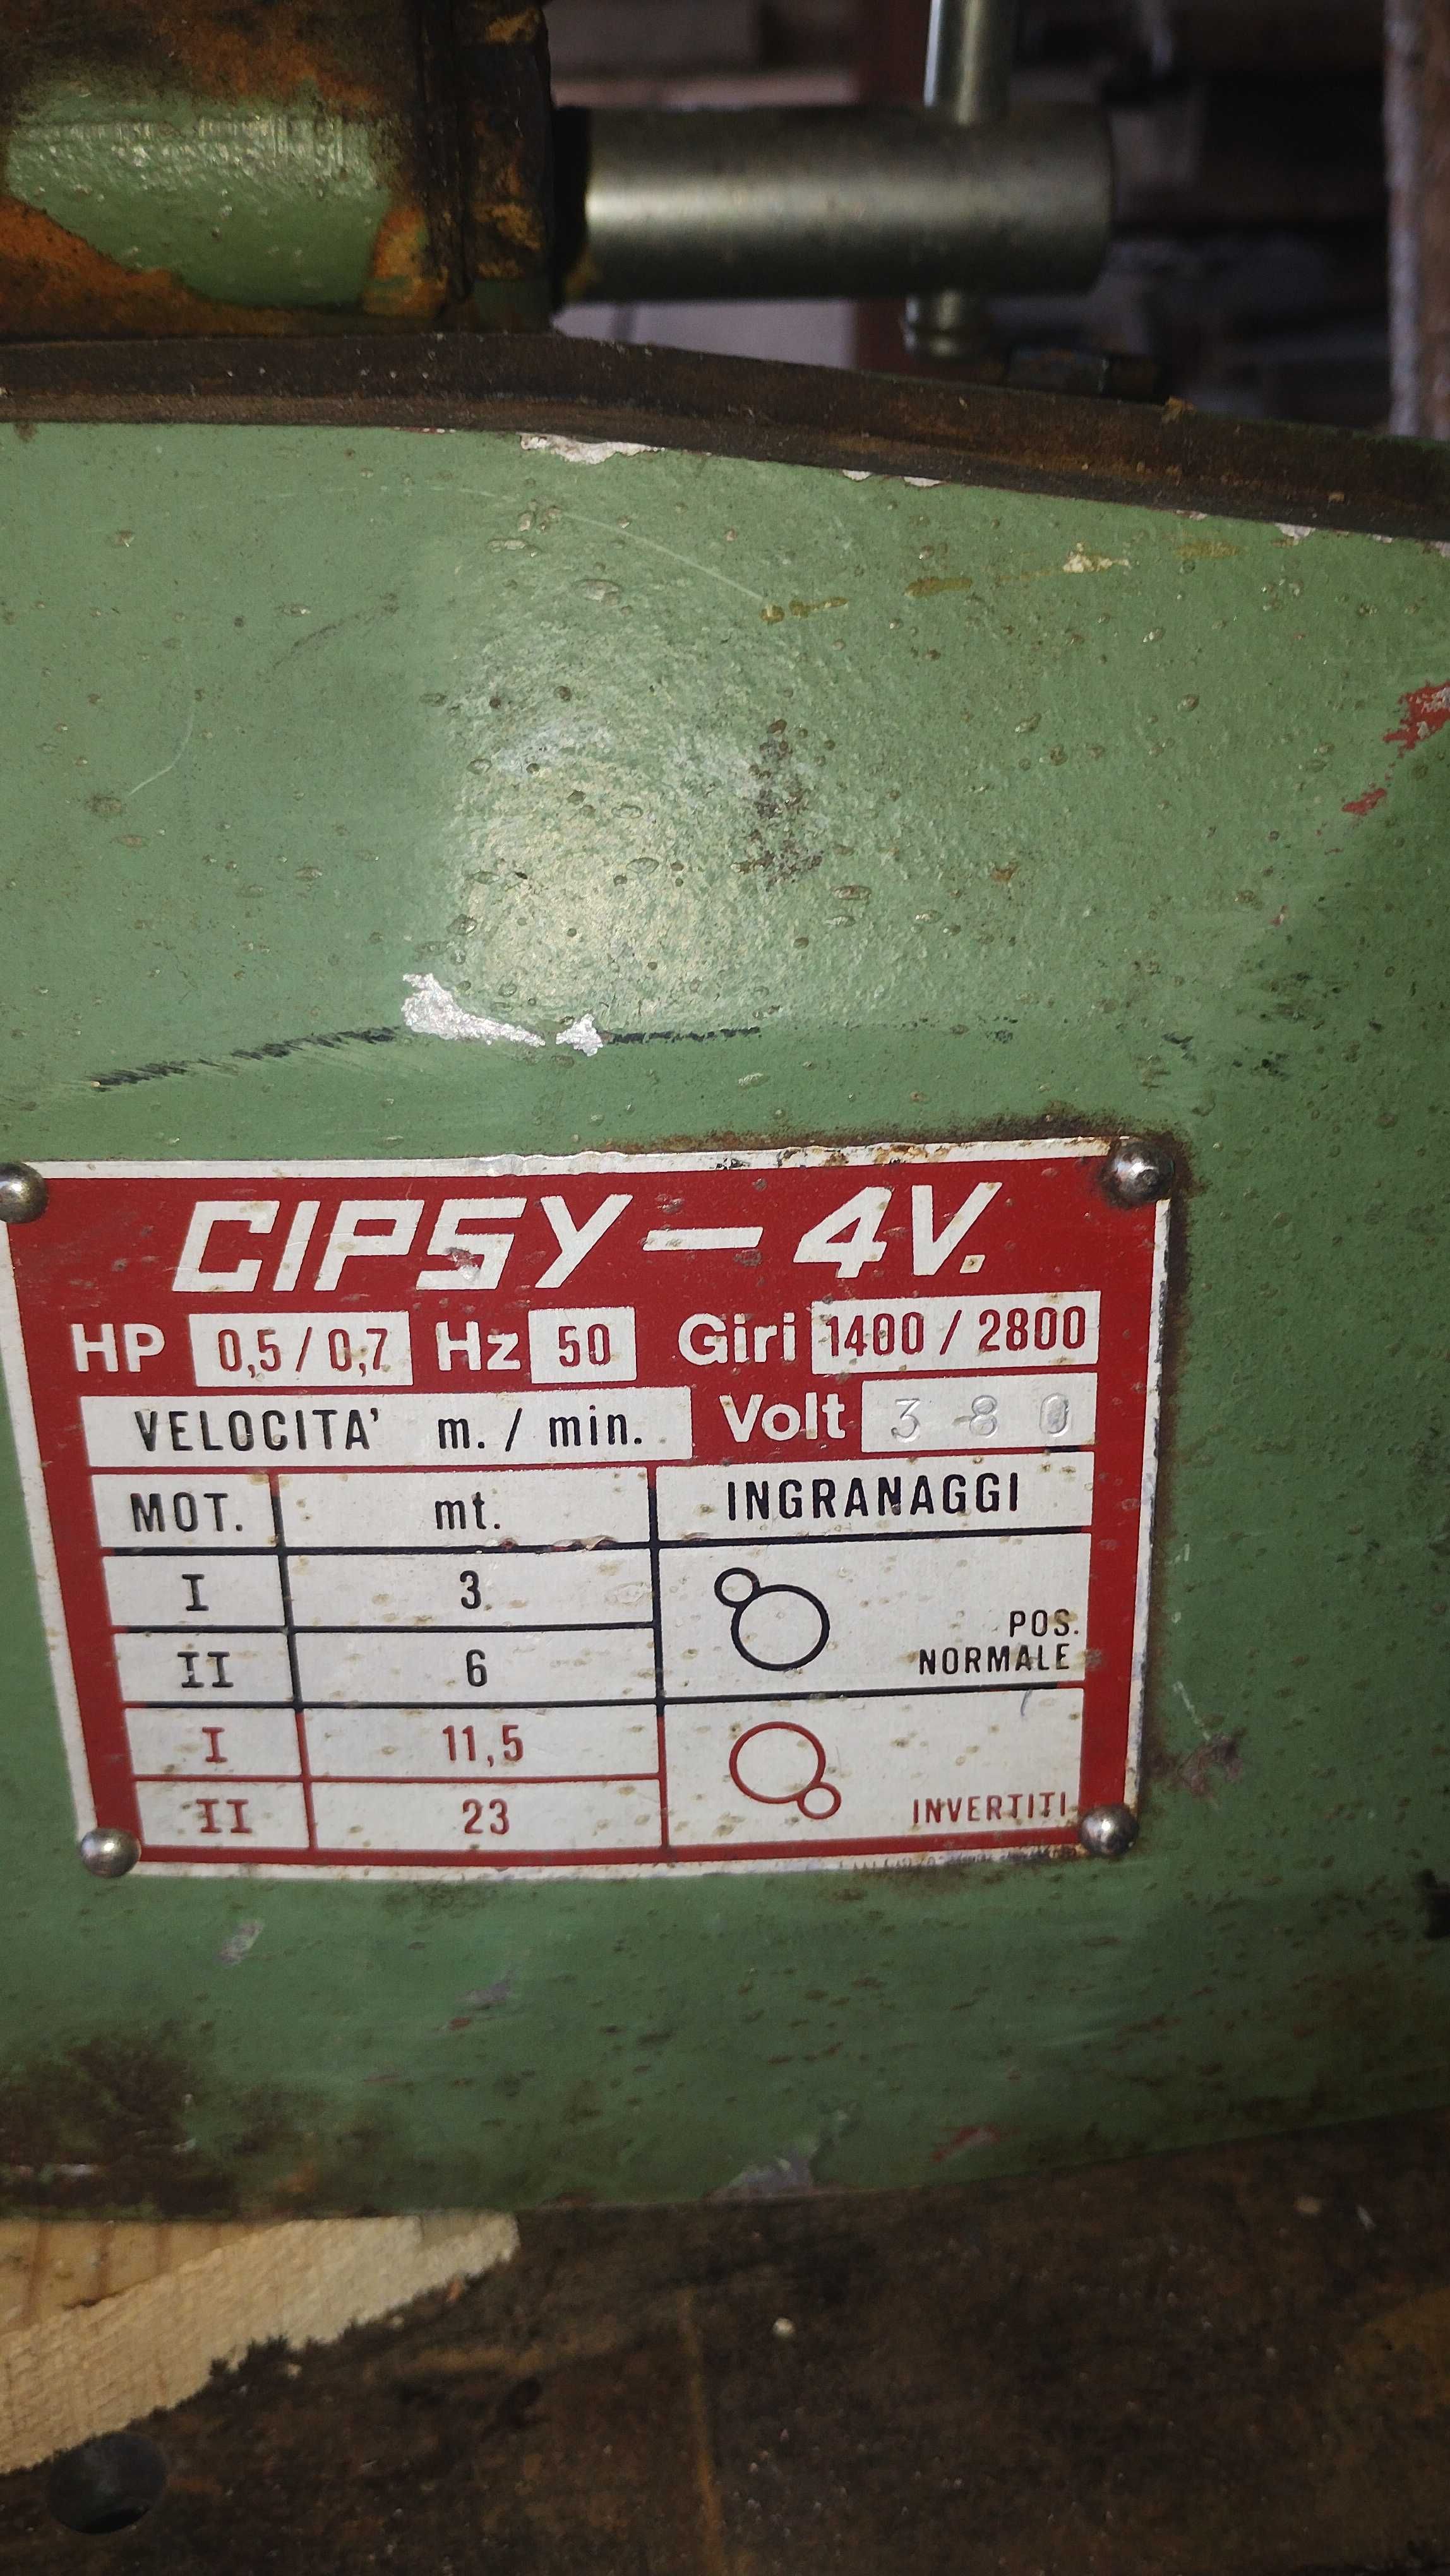 CIPSY — 4V.
HP 0,5 / 0,7 Hz 50 Giri 1400 / 2800
VELOCITA' m. / min. Volt 380
MOT. mt. INGRANAGGI
I 3
II 6
POS.
NORMALE
I 11,5
II 23
INVERTITI